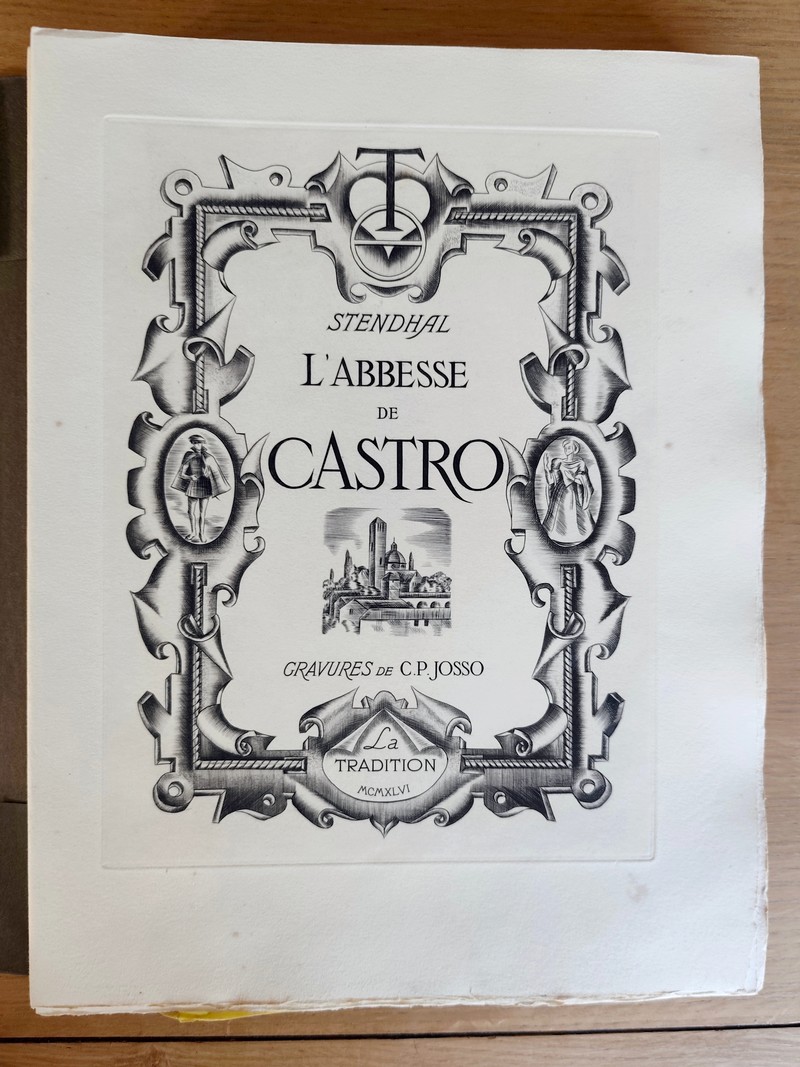 T
STENDHAL
L'ABBESSE
DE
CASTRO
GRAVURES DE C.P. JOSSO
La
TRADITION
MCMXLVI